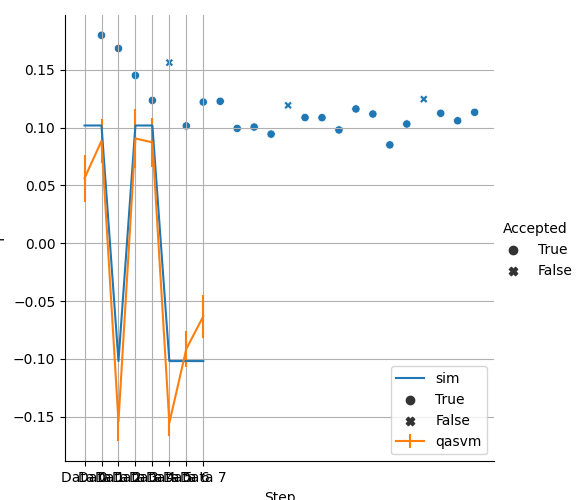 0.15
0.10
0.05
0.00
−0.05
−0.10
−0.15
Accepted
True
False
sim
True
False
qasvm
Data 7
Step